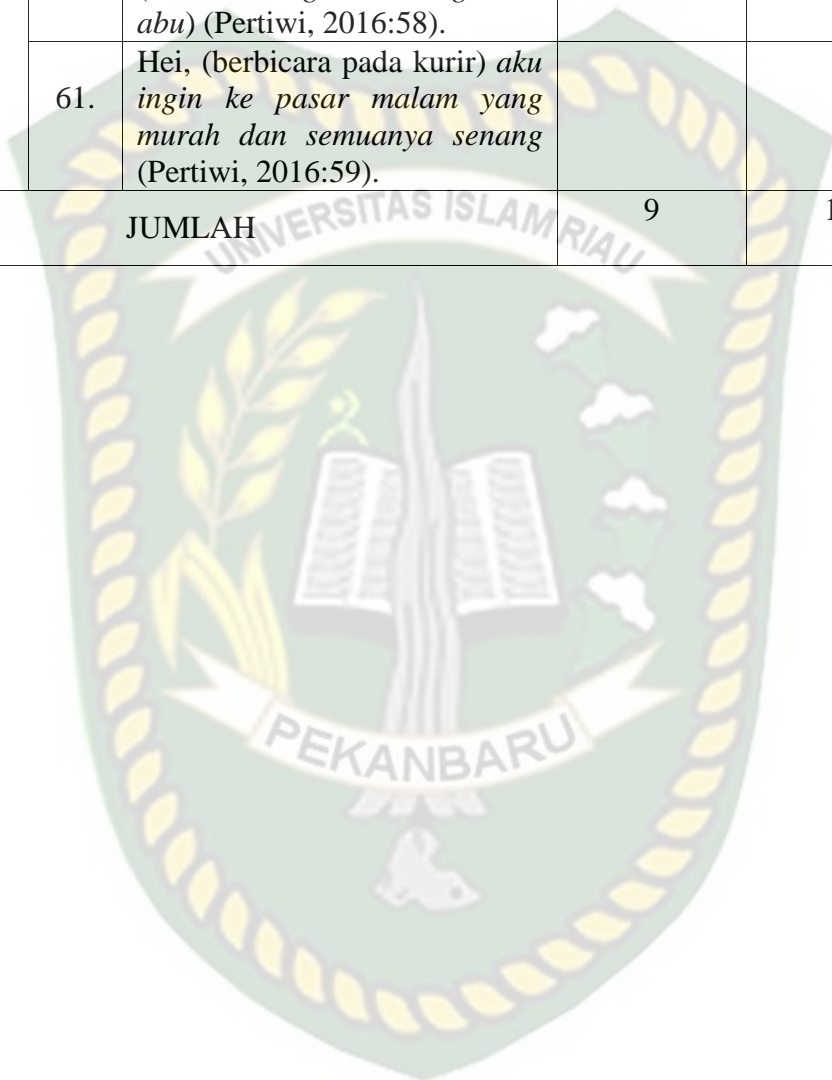 abu) (Pertiwi, 2016:58).
61.
Hei, (berbicara pada kurir) aku
ingin ke pasar malam yang
murah dan semuanya senang
(Pertiwi, 2016:59).
JUMLAH
9
UNIVERSITAS ISLAM RIAU
PEKANBARU